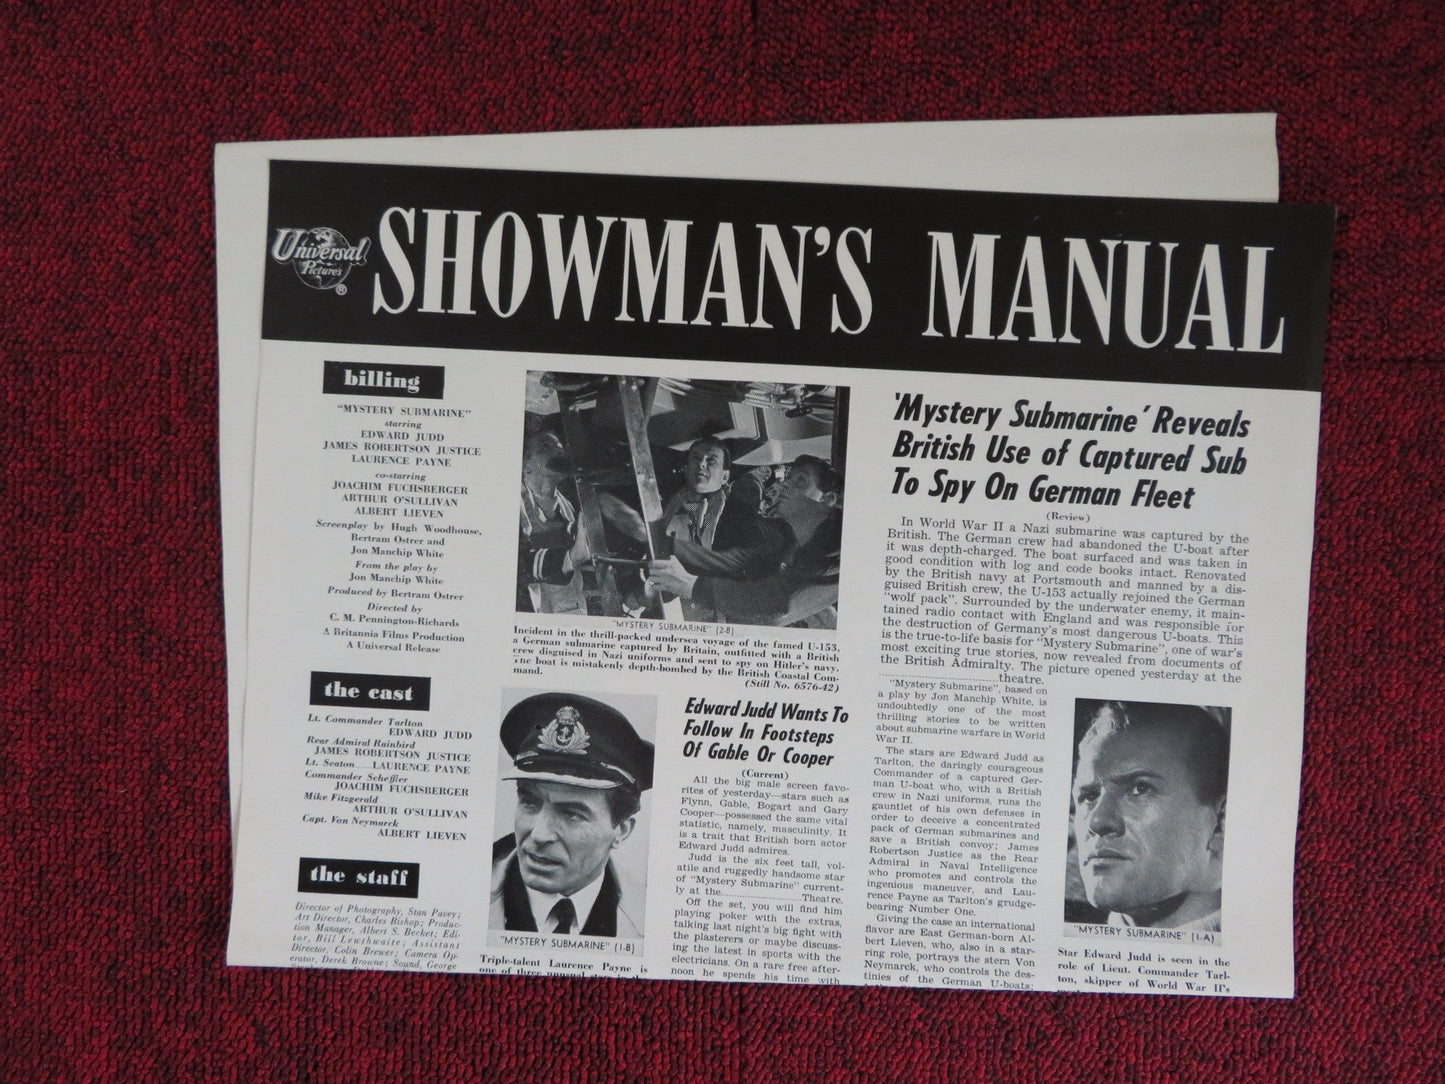 Universal
Pictures
®
SHOWMAN'S MANUAL
billing
"MYSTERY SUBMARINE"
starring
EDWARD JUDD
JAMES ROBERTSON JUSTICE
LAURENCE PAYNE
co-starring
JOACHIM FUCHSBERGER
ARTHUR O'SULLIVAN
ALBERT LIEVEN
Screenplay by Hugh Woodhouse,
Bertram Ostrer and
Jon Manchip White
From the play by
Jon Manchip White
Produced by Bertram Ostrer
Directed by
C. M. Pennington-Richards
A Britannia Films Production
A Universal Release
the cast
Lt. Commander Tarlton
EDWARD JUDD
Rear Admiral Rainbird
JAMES ROBERTSON JUSTICE
Lt. Seaton......LAURENCE PAYNE
Commander Scheffler
JOACHIM FUCHSBERGER
Mike Fitzgerald
ARTHUR O'SULLIVAN
Capt. Von Neymarck
ALBERT LIEVEN
the staff
Director of Photography, Stan Pavey;
Art Director, Charles Bishop; Produc-
tion Manager, Albert S. Becket; Edi-
tor, Bill Lewthwaite; Assistant
Director, Colin Brewer; Camera Op-
erator, Derek Browne; Sound, George
"MYSTERY SUBMARINE" (2-B)
Incident in the thrill-packed undersea voyage of the famed U-153,
a German submarine captured by Britain, outfitted with a British
crew disguised in Nazi uniforms and sent to spy on Hitler's navy.
The boat is mistakenly depth-bombed by the British Coastal Com-
mand.
(Still No. 6576-42)
"MYSTERY SUBMARINE" (1-B)
Triple-talent Laurence Payne is
one of three unusual stars in the
Edward Judd Wants To
Follow In Footsteps
Of Gable Or Cooper
(Current)
All the big male screen favo-
rites of yesterday—stars such as
Flynn, Gable, Bogart and Gary
Cooper—possessed the same vital
statistic, namely, masculinity. It
is a trait that British born actor
Edward Judd admires.
Judd is the six feet tall, vol-
atile and ruggedly handsome star
of "Mystery Submarine" current-
ly at the........................Theatre.
Off the set, you will find him
playing poker with the extras,
talking last night's big fight with
the plasterers or maybe discuss-
ing the latest in sports with the
electricians. On a rare free after-
noon he spends his time with
'Mystery Submarine' Reveals
British Use of Captured Sub
To Spy On German Fleet
(Review)
In World War II a Nazi submarine was captured by the
British. The German crew had abandoned the U-boat after
it was depth-charged. The boat surfaced and was taken in
good condition with log and code books intact. Renovated
by the British navy at Portsmouth and manned by a dis-
guised British crew, the U-153 actually rejoined the German
"wolf pack". Surrounded by the underwater enemy, it main-
tained radio contact with England and was responsible for
the destruction of Germany's most dangerous U-boats. This
is the true-to-life basis for "Mystery Submarine", one of war's
most exciting true stories, now revealed from documents of
the British Admiralty. The picture opened yesterday at the
........................................theatre.
"Mystery Submarine", based on
a play by Jon Manchip White, is
undoubtedly one of the most
thrilling stories to be written
about submarine warfare in World
War II.
The stars are Edward Judd as
Tarlton, the daringly courageous
Commander of a captured Ger-
man U-boat who, with a British
crew in Nazi uniforms, runs the
gauntlet of his own defenses in
order to deceive a concentrated
pack of German submarines and
save a British convoy; James
Robertson Justice as the Rear
Admiral in Naval Intelligence
who promotes and controls the
ingenious maneuver, and Lau-
rence Payne as Tarlton's grudge-
bearing Number One.
Giving the case an international
flavor are East German-born Al-
bert Lieven, who, also in a star-
ring role, portrays the stern Von
Neymarck, who controls the des-
tinies of the German U-boats;
"MYSTERY SUBMARINE" (1-A)
Star Edward Judd is seen in the
role of Lieut. Commander Tarl-
ton, skipper of World War II's